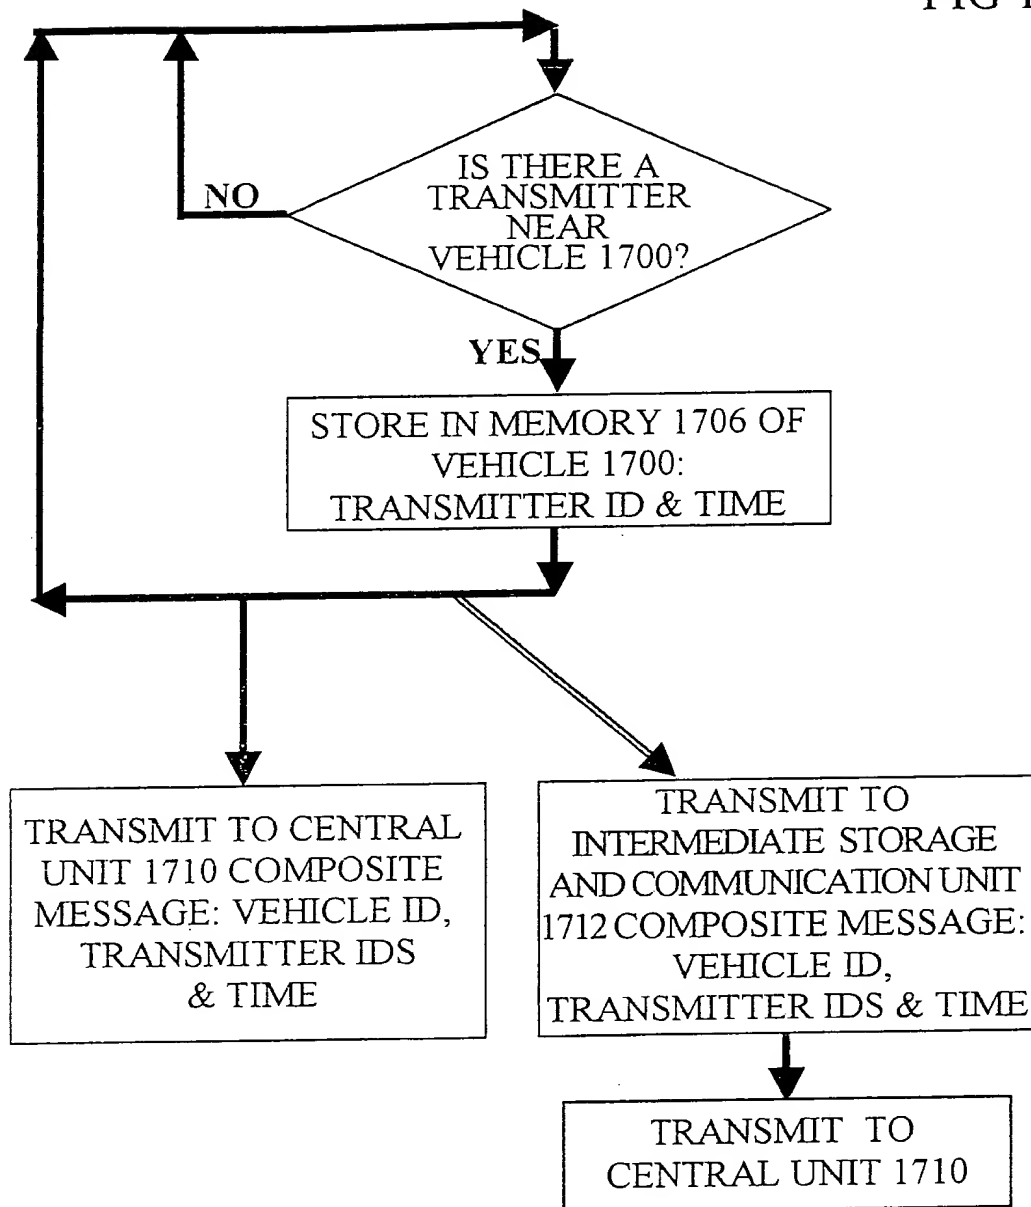 FIG
IS THERE A
TRANSMITTER
NEAR
VEHICLE 1700?
NO
YES
STORE IN MEMORY 1706 OF
VEHICLE 1700:
TRANSMITTER ID & TIME
TRANSMIT TO CENTRAL
UNIT 1710 COMPOSITE
MESSAGE: VEHICLE ID,
TRANSMITTER IDS
& TIME
TRANSMIT TO
INTERMEDIATE STORAGE
AND COMMUNICATION UNIT
1712 COMPOSITE MESSAGE:
VEHICLE ID,
TRANSMITTER IDS & TIME
TRANSMIT TO
CENTRAL UNIT 1710